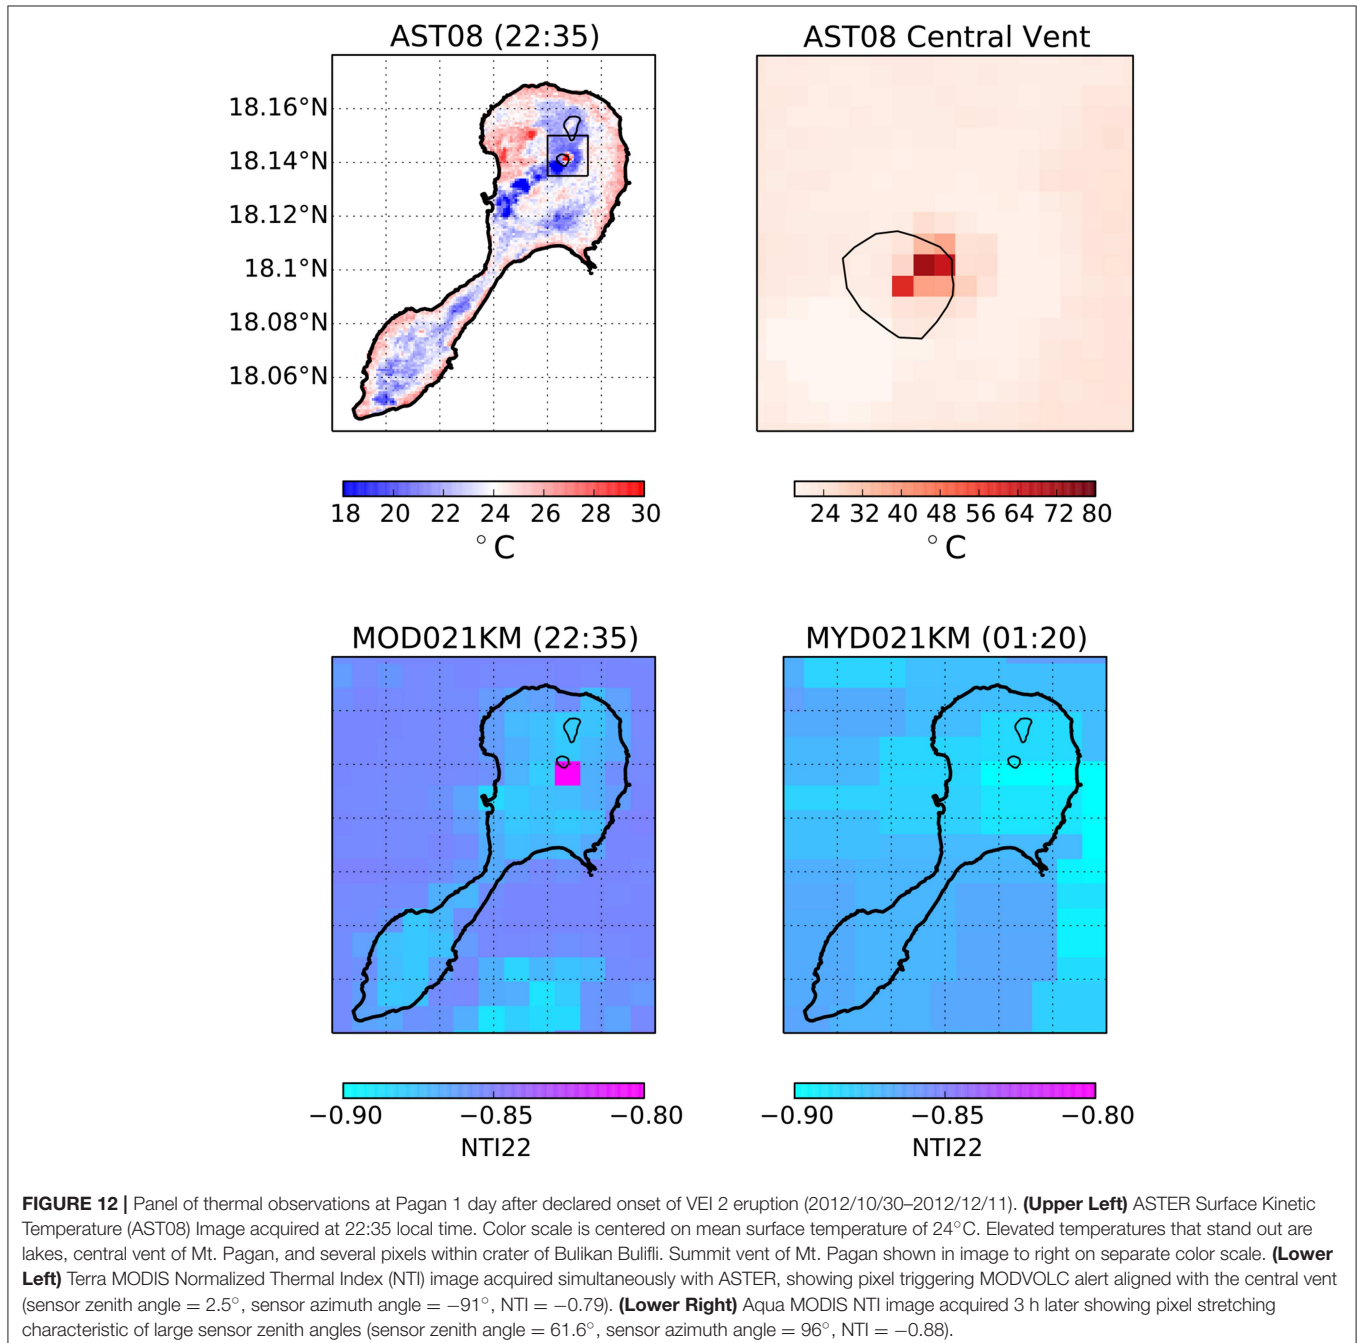 AST08 (22:35)
AST08 Central Vent
18.16°N
18.14°N
18.12°N
18.1°N
18.08°N
18.06°N
18 20 22 24 26 28 30
°C
24 32 40 48 56 64 72 80
°C
MOD021KM (22:35)
MYD021KM (01:20)
−0.90 −0.85 −0.80
NTI22
−0.90 −0.85 −0.80
NTI22
FIGURE 12 | Panel of thermal observations at Pagan 1 day after declared onset of VEI 2 eruption (2012/10/30–2012/12/11). (Upper Left) ASTER Surface Kinetic
Temperature (AST08) Image acquired at 22:35 local time. Color scale is centered on mean surface temperature of 24°C. Elevated temperatures that stand out are
lakes, central vent of Mt. Pagan, and several pixels within crater of Bulikan Bulifli. Summit vent of Mt. Pagan shown in image to right on separate color scale. (Lower
Left) Terra MODIS Normalized Thermal Index (NTI) image acquired simultaneously with ASTER, showing pixel triggering MODVOLC alert aligned with the central vent
(sensor zenith angle = 2.5°, sensor azimuth angle = −91°, NTI = −0.79). (Lower Right) Aqua MODIS NTI image acquired 3 h later showing pixel stretching
characteristic of large sensor zenith angles (sensor zenith angle = 61.6°, sensor azimuth angle = 96°, NTI = −0.88).